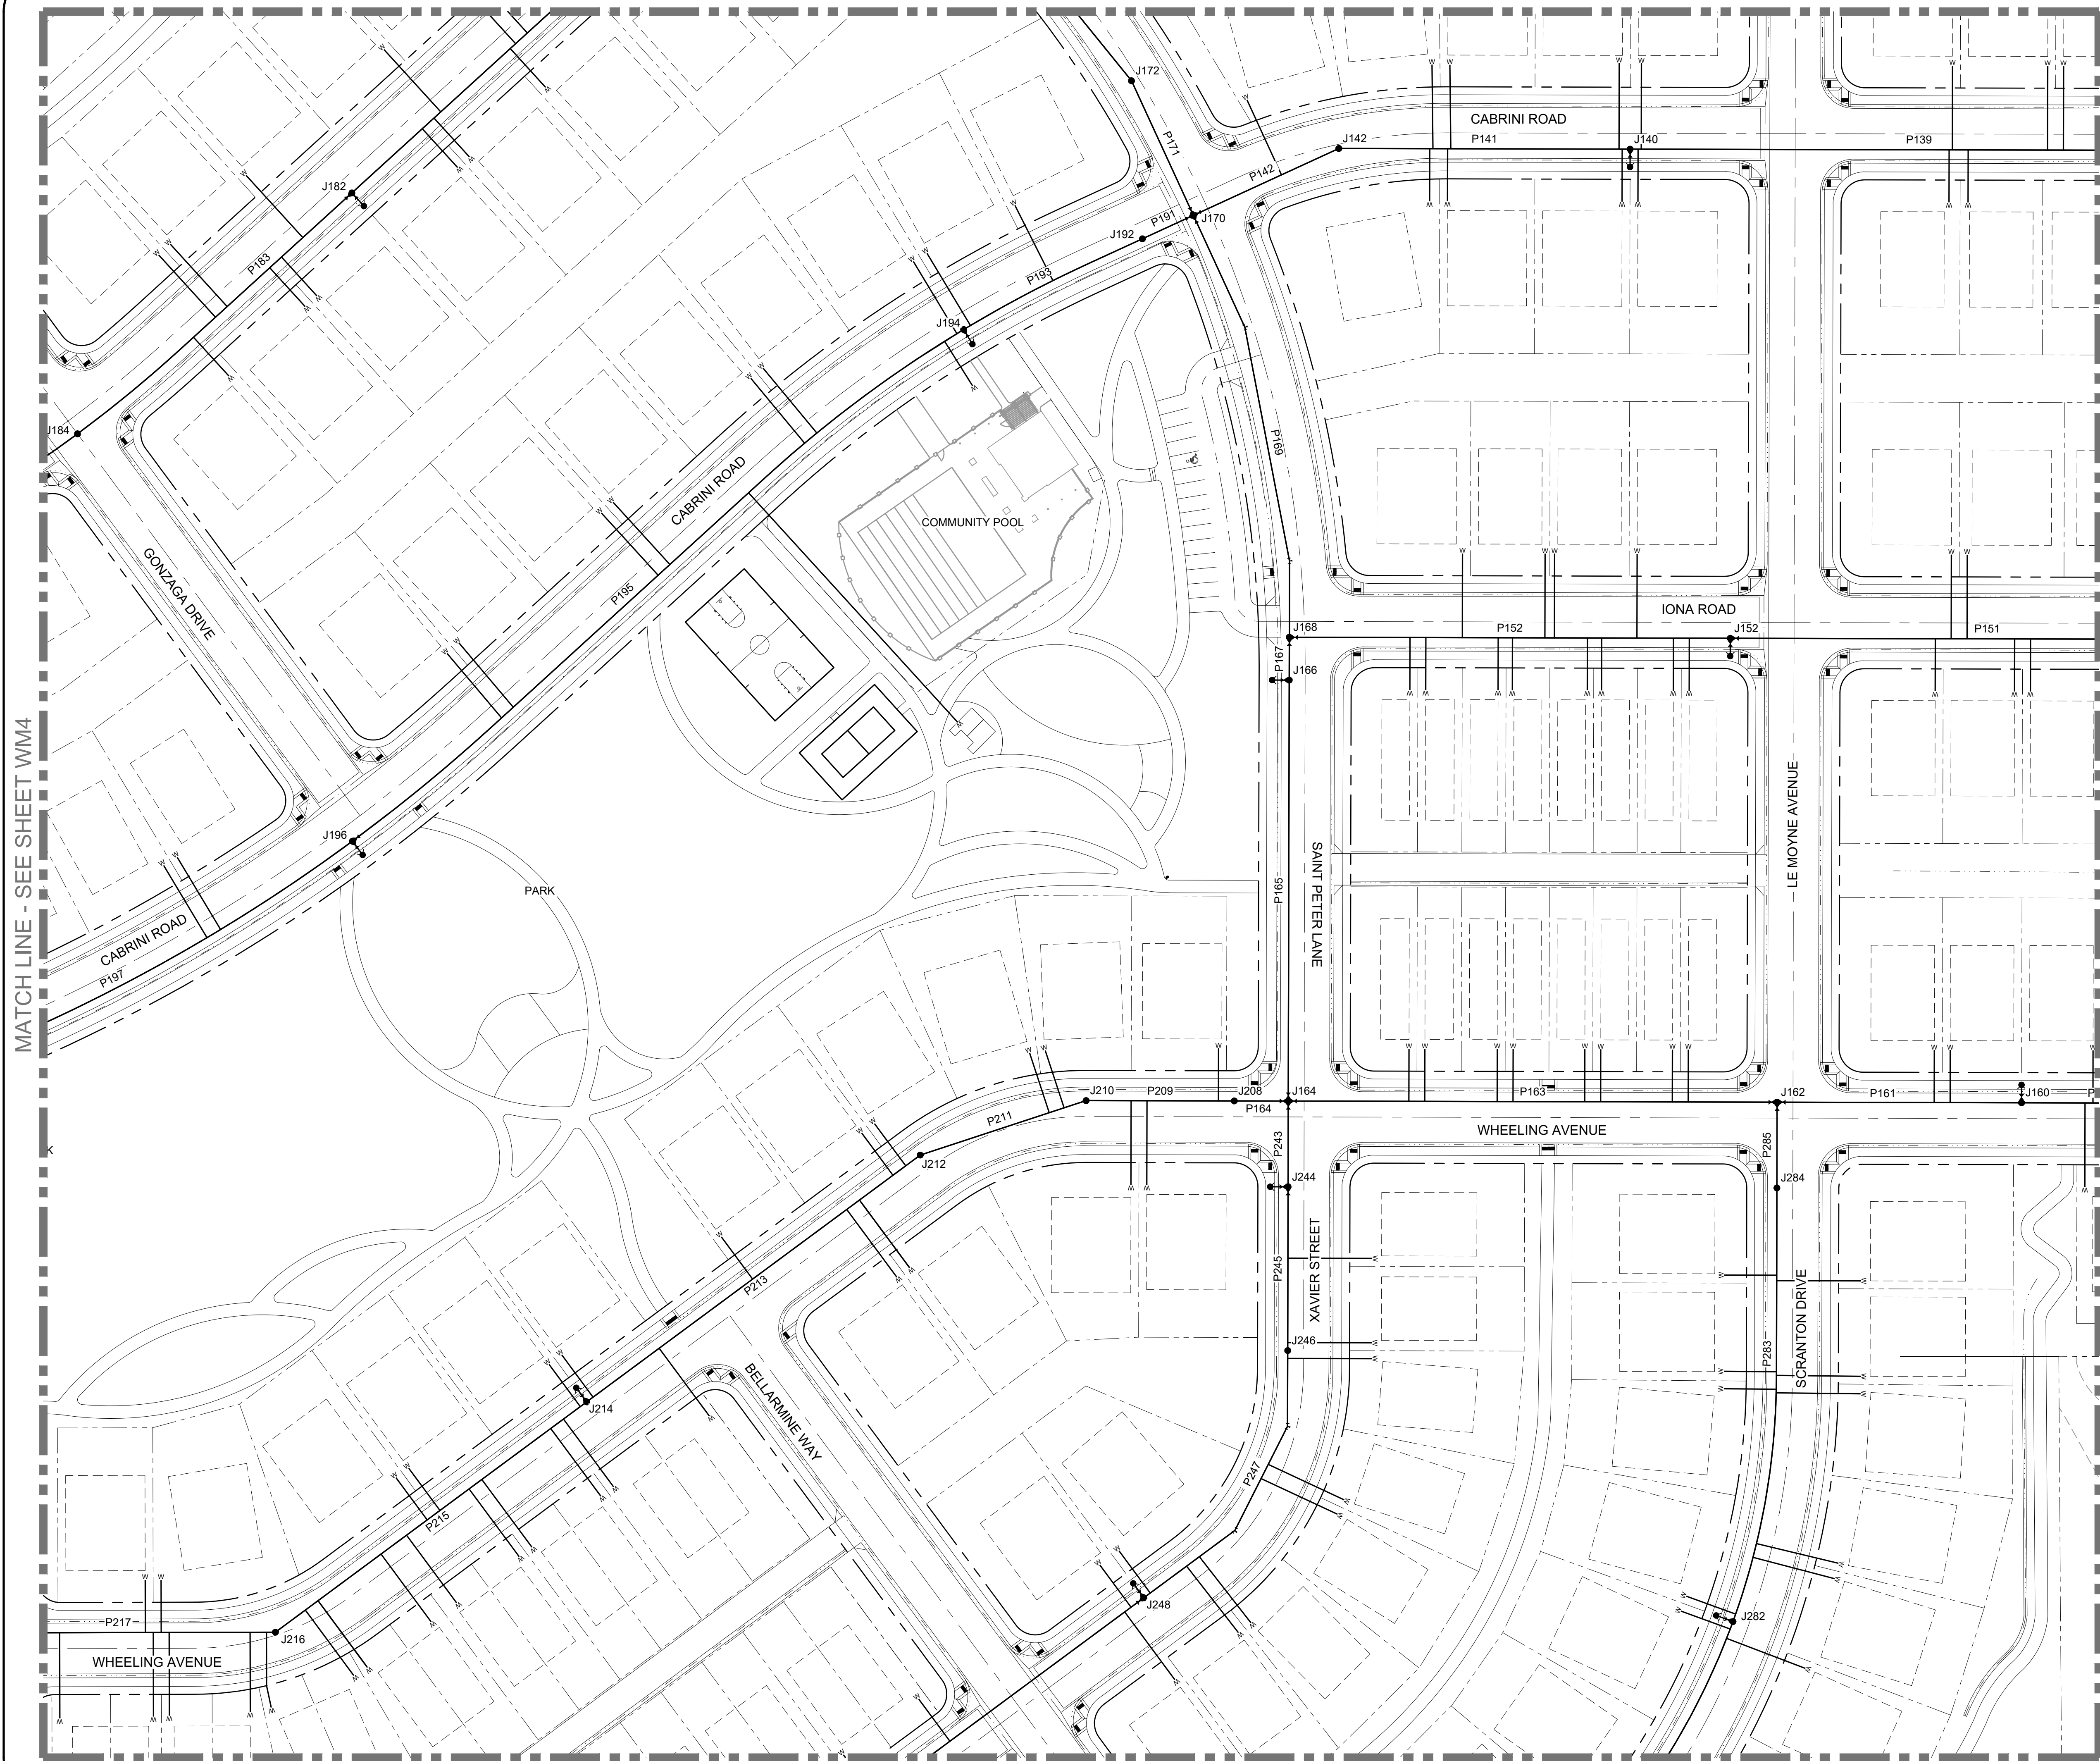 J172
CABRINI ROAD
J142
P141
J140
P139
P171
P142
J182
J170
P191
J192
P183
P193
J194
J184
P169
CABRINI ROAD
COMMUNITY POOL
GONZAGA DRIVE
P195
IONA ROAD
J168
P152
J152
P151
P167
J166
MATCH LINE - SEE SHEET WM4
LE MOYNE AVENUE
J196
SAINT PETER LANE
P165
PARK
CABRINI ROAD
P197
J210
P209
J208
J164
P163
J162
P161
J160
P
P164
P211
WHEELING AVENUE
P243
P285
K
J212
J244
J284
XAVIER STREET
P245
P213
SCRANTON DRIVE
J246
P283
BELLARMINE WAY
J214
P247
P215
J248
J282
P217
J216
WHEELING AVENUE